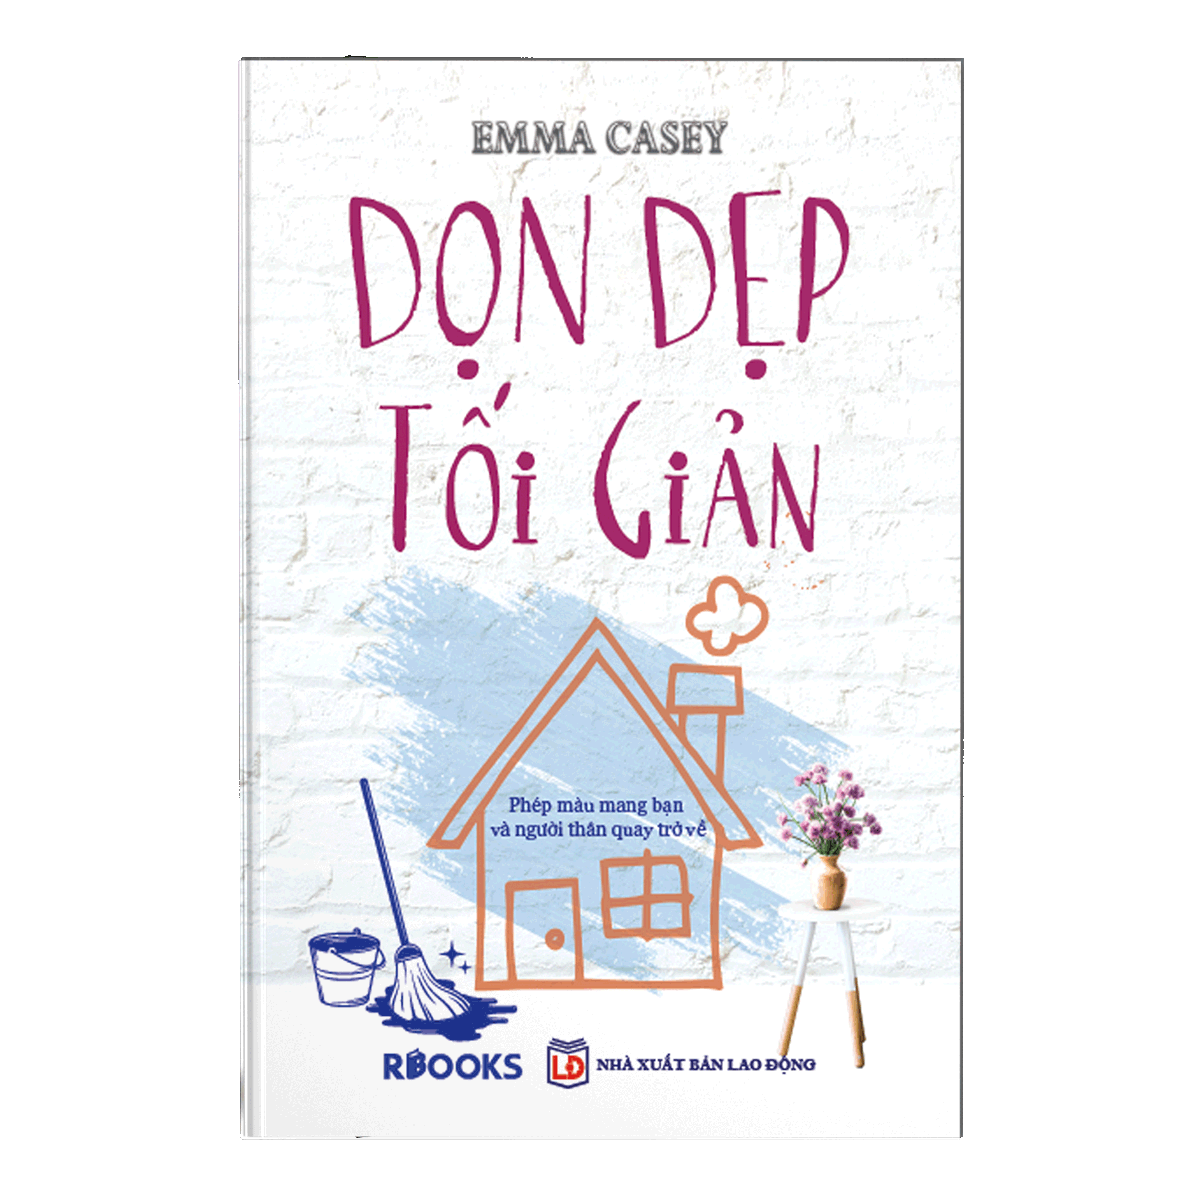 EMMA CASEY
DỌN DẸP
TỐI GIẢN
Phép màu mang bạn
và người thân quay trở về
RBOOKS
LĐ NHÀ XUẤT BẢN LAO ĐỘNG